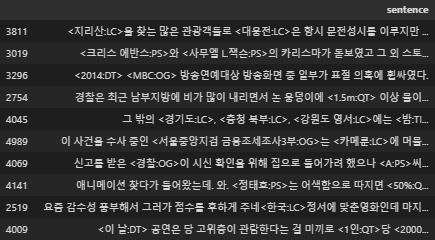 sentence
3811 <지리산:LC>을 찾는 많은 관광객들로 <대웅전:LC>은 항시 문전성시를 이루지만 ...
3019 <크리스 에반스:PS>와 <사무엘 L.잭슨:PS>의 카리스마가 돋보였고 그 외 스토...
3296 <2014:DT> <MBC:OG> 방송연예대상 방송화면 중 일부가 표절 의혹에 휩싸였다.
2754 경찰은 최근 남부지방에 비가 많이 내리면서 논 웅덩이에 <1.5m:QT> 이상 물이...
4045 그 밖의 <경기도:LC>, <충청 북부:LC>, <강원도 영서:LC>에는 <밤:TI...
4989 이 사건을 수사 중인 <서울중앙지검 금융조세조사3부:OG>는 <카메룬:LC>에 머물...
4069 신고를 받은 <경찰:OG>이 시신 확인을 위해 집으로 들어가려 했으나 <A:PS>씨...
4141 애니메이션 찾다가 들어왔는데. 와. <정태호:PS>는 어색함으로 따지면 <50%:Q...
2519 요즘 감수성 풍부해서 그러가 점수를 후하게 주네<한국:LC>정서에 맞춘영화인데 마지...
4009 <이 날:DT> 공연은 당 고위층이 관람한다는 걸 미끼로 <1인:QT>당 <2000...